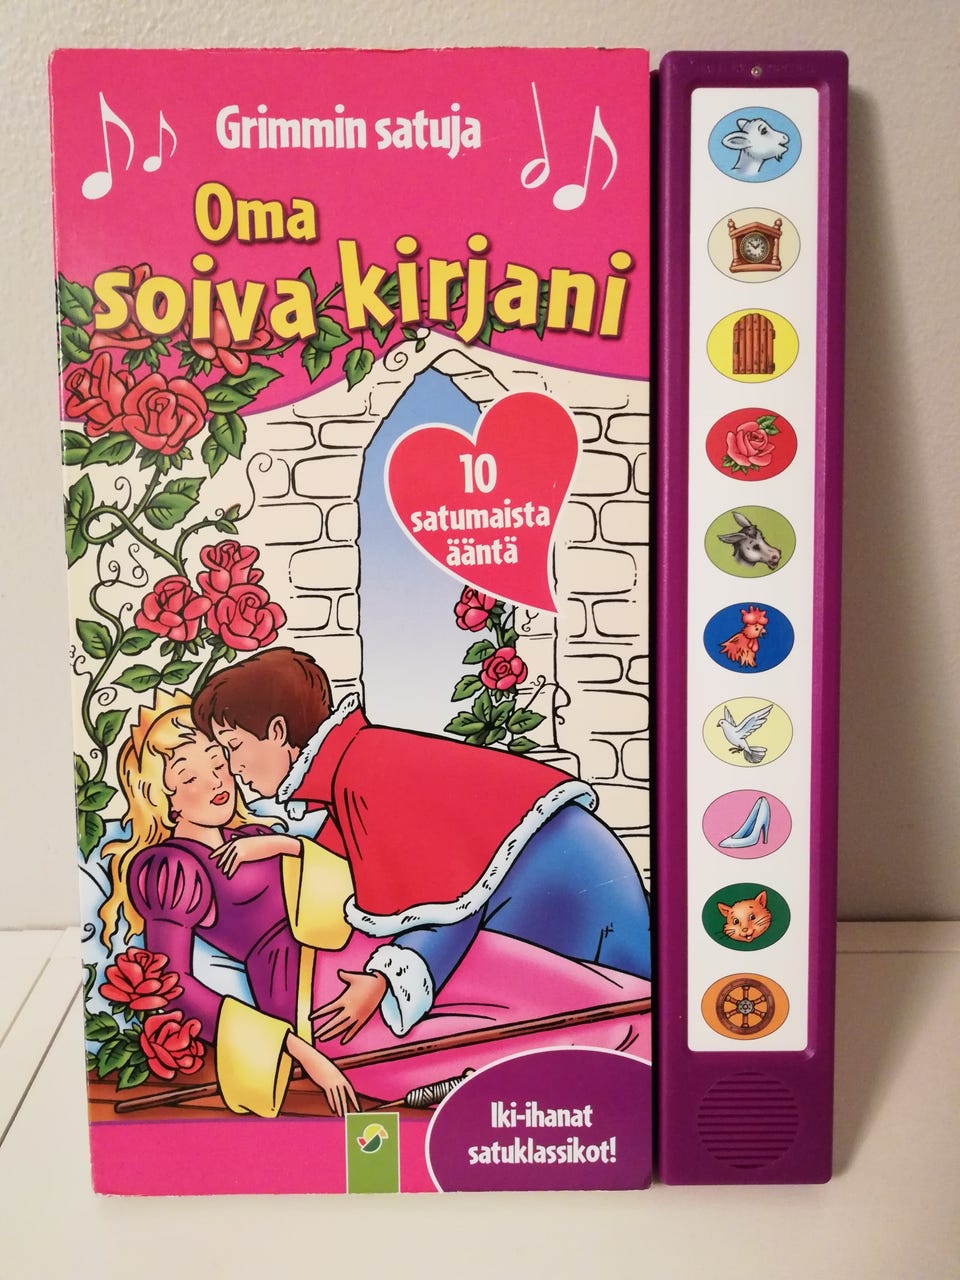 Grimmin satuja
Oma
soiva kirjani
10
satumaista
ääntä
Iki-ihanat
satuklassikot!